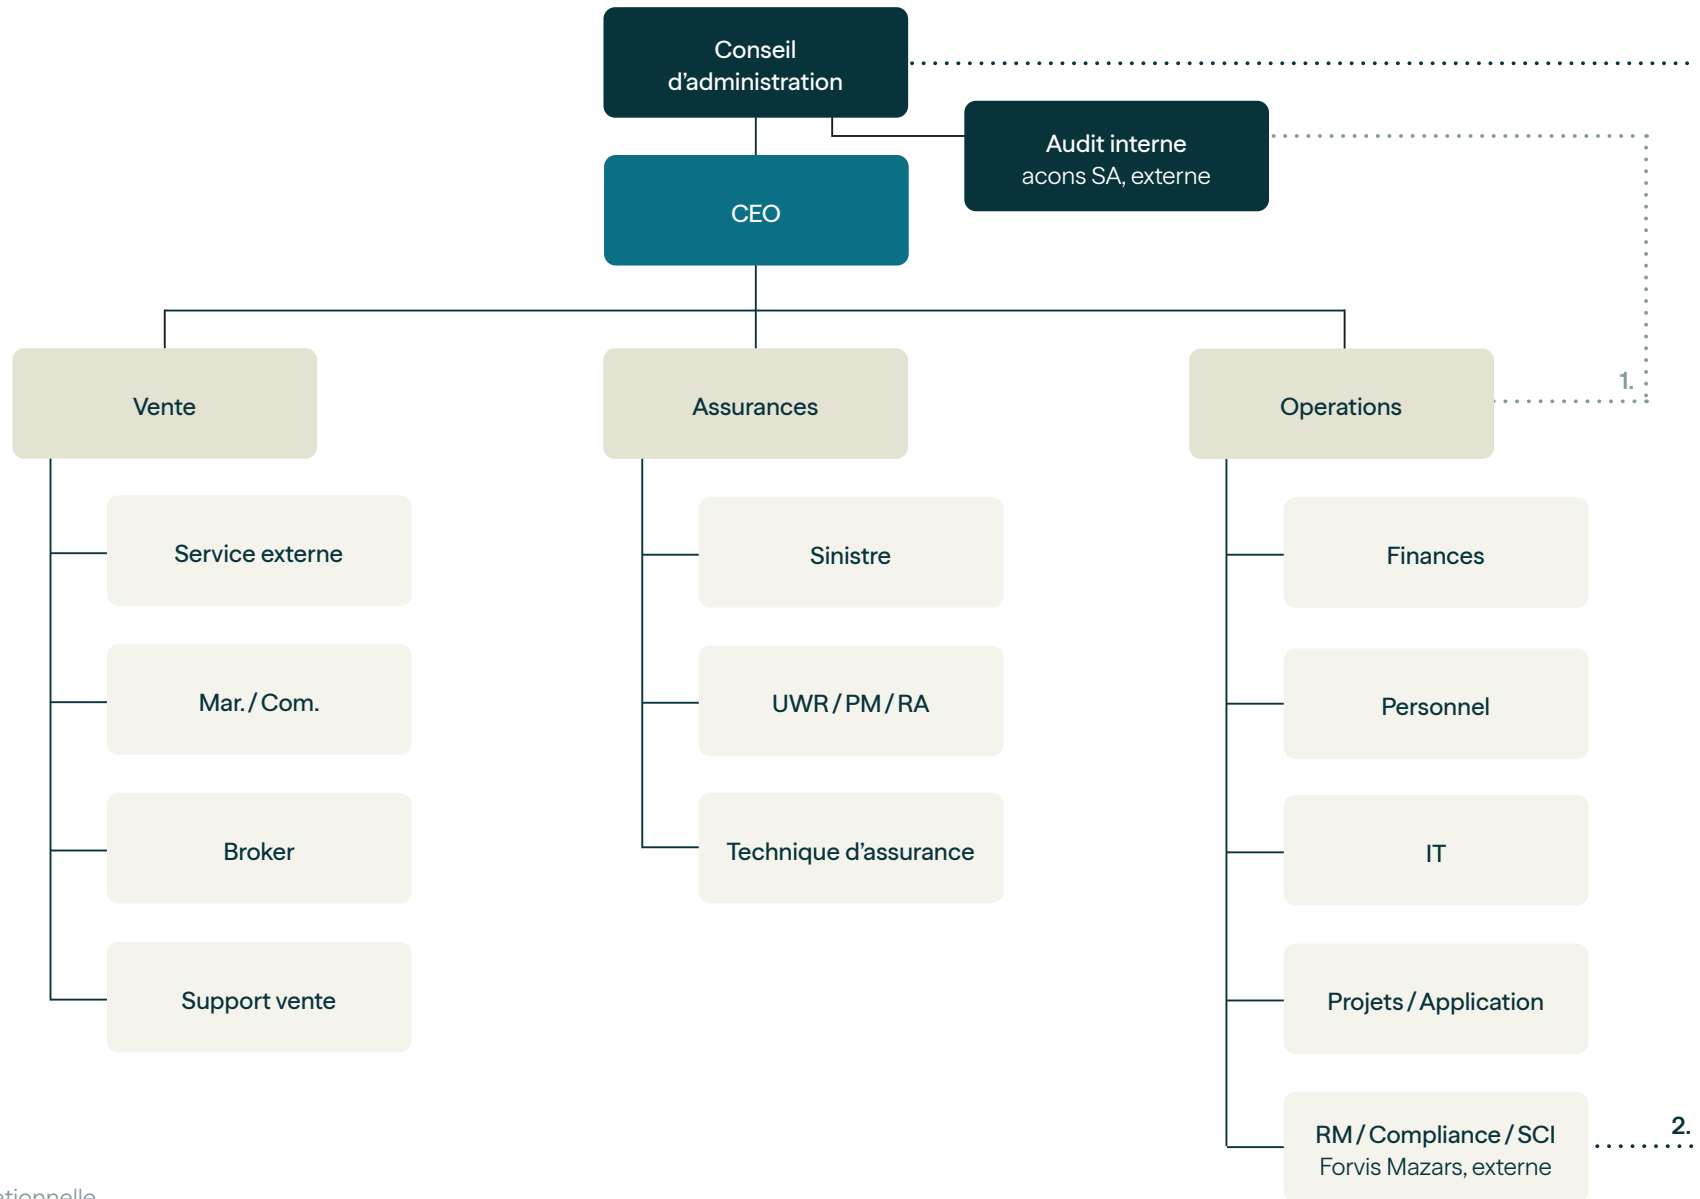 Conseil
d’administration
Audit interne
acons SA, externe
CEO
1.
Vente
Assurances
Operations
Service externe
Sinistre
Finances
Mar. / Com.
UWR / PM / RA
Personnel
Broker
Technique d’assurance
IT
Support vente
Projets / Application
2.
RM / Compliance / SCI
Forvis Mazars, externe